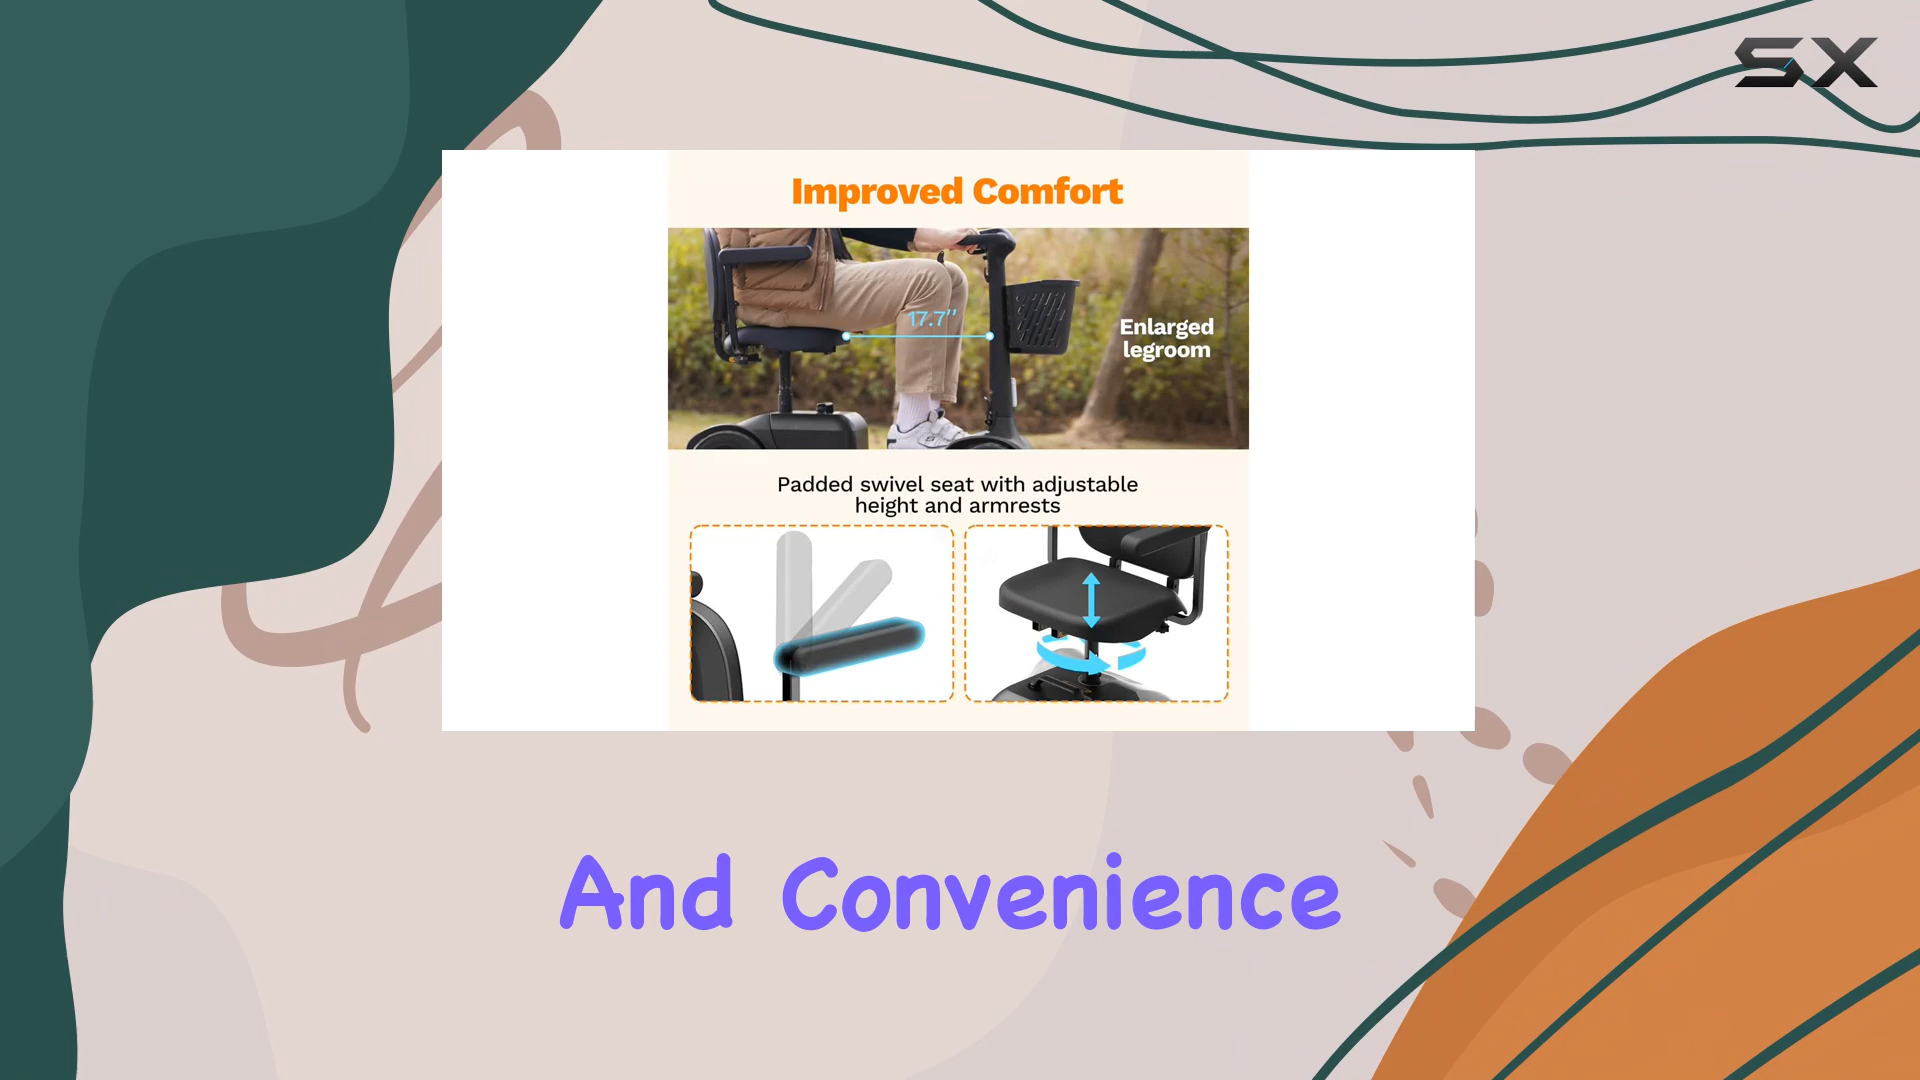 SX
Improved Comfort
17.7’’
Enlarged
legroom
Padded swivel seat with adjustable
height and armrests
And Convenience